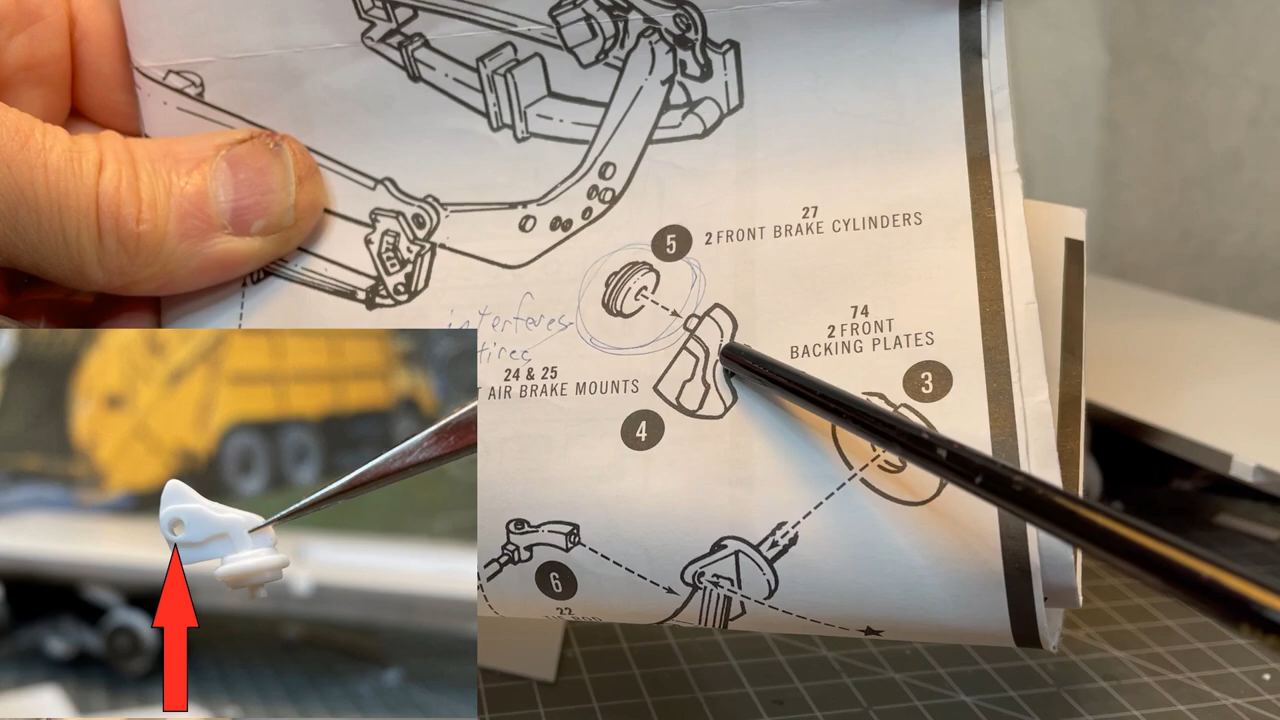 27
5 2 FRONT BRAKE CYLINDERS
74
2 FRONT
BACKING PLATES
3
interferes
tires
24 & 25
AIR BRAKE MOUNTS
4
6
22